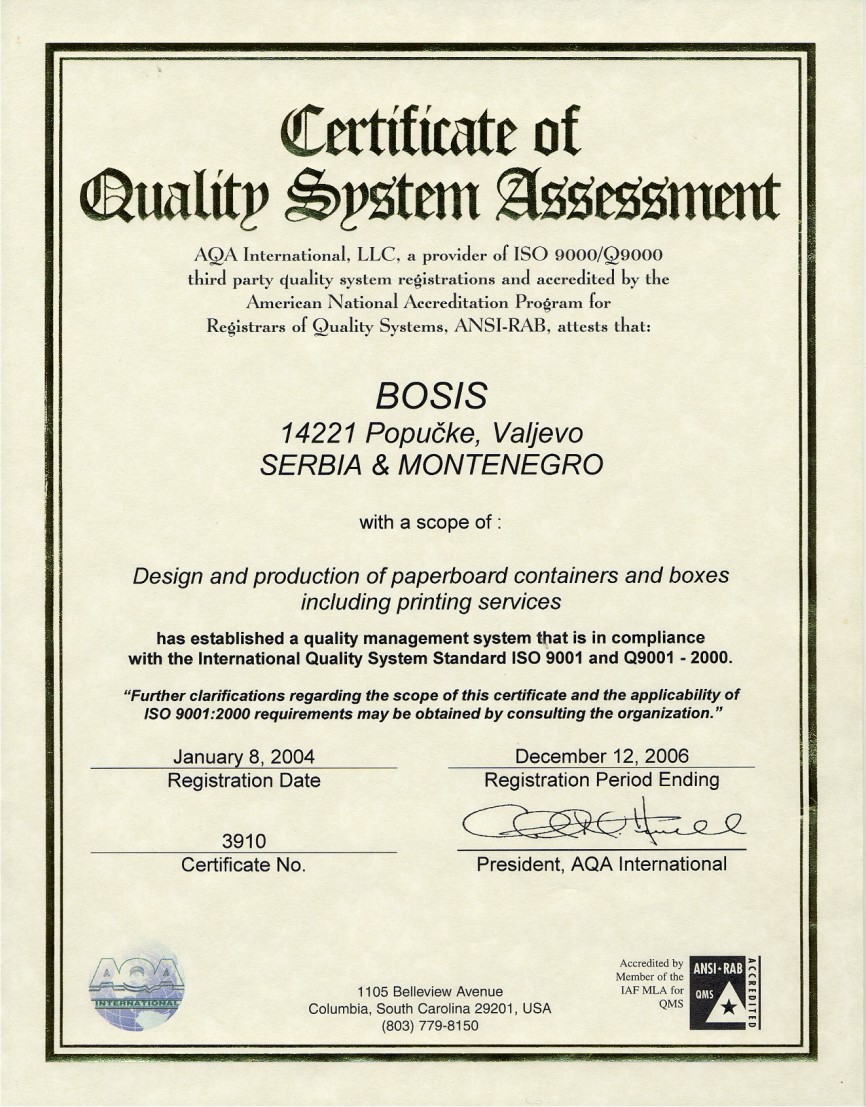 Certificate of
Quality System Assessment
AQA International, LLC, a provider of ISO 9000/Q9000
third party quality system registrations and accredited by the
American National Accreditation Program for
Registrars of Quality Systems, ANSI-RAB, attests that:
BOSIS
14221 Popučke, Valjevo
SERBIA & MONTENEGRO
with a scope of :
Design and production of paperboard containers and boxes
including printing services
has established a quality management system that is in compliance
with the International Quality System Standard ISO 9001 and Q9001 - 2000.
“Further clarifications regarding the scope of this certificate and the applicability of
ISO 9001:2000 requirements may be obtained by consulting the organization.”
January 8, 2004
Registration Date
December 12, 2006
Registration Period Ending
3910
Certificate No.
President, AQA International
AQA
INTERNATIONAL
1105 Belleview Avenue
Columbia, South Carolina 29201, USA
(803) 779-8150
Accredited by
Member of the
IAF MLA for
QMS
ANSI•RAB
QMS
ACCREDITED